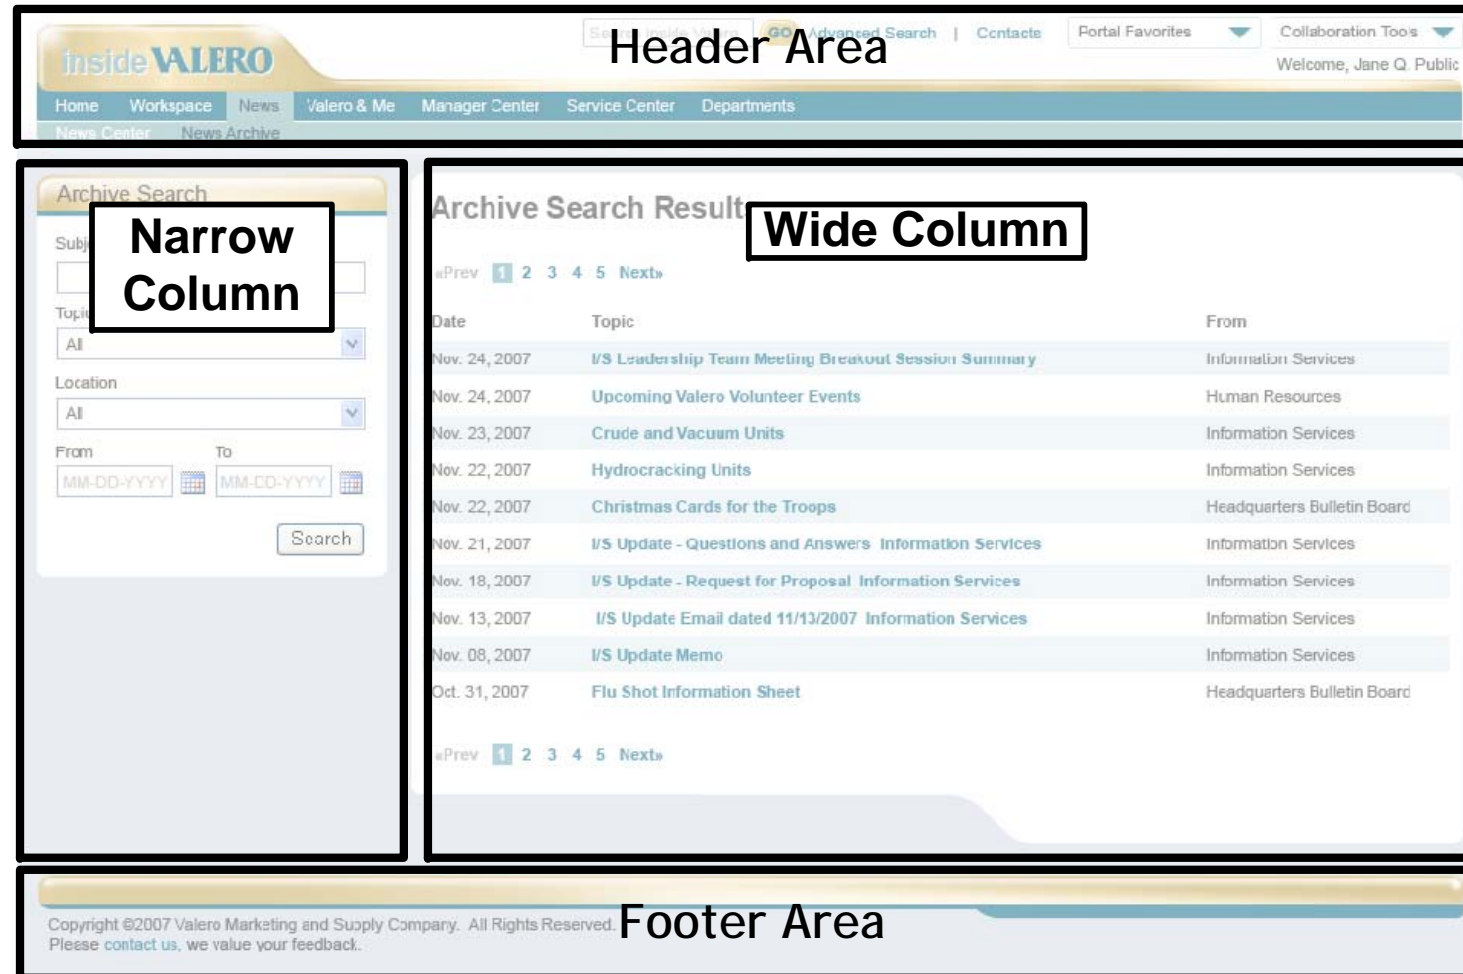 Header Area
GO Advanced Search | Contacts
Portal Favorites
Collaboration Tools
Welcome, Jane Q. Public
inside VALERO
Home Workspace News Valero & Me Manager Center Service Center Departments
News Center News Archive
Archive Search
Narrow
Column
All
Location
All
From To
MM-DD-YYYY MM-DD-YYYY
Search
Archive Search Results
Wide Column
«Prev 1 2 3 4 5 Next»
Date Topic From
Nov. 24, 2007 I/S Leadership Team Meeting Breakout Session Summary Information Services
Nov. 24, 2007 Upcoming Valero Volunteer Events Human Resources
Nov. 23, 2007 Crude and Vacuum Units Information Services
Nov. 22, 2007 Hydrocracking Units Information Services
Nov. 22, 2007 Christmas Cards for the Troops Headquarters Bulletin Board
Nov. 21, 2007 I/S Update - Questions and Answers Information Services Information Services
Nov. 18, 2007 I/S Update - Request for Proposal Information Services Information Services
Nov. 13, 2007 I/S Update Email dated 11/13/2007 Information Services Information Services
Nov. 08, 2007 I/S Update Memo Information Services
Oct. 31, 2007 Flu Shot Information Sheet Headquarters Bulletin Board
«Prev 1 2 3 4 5 Next»
Copyright ©2007 Valero Marketing and Supply Company. All Rights Reserved.
Please contact us, we value your feedback.
Footer Area